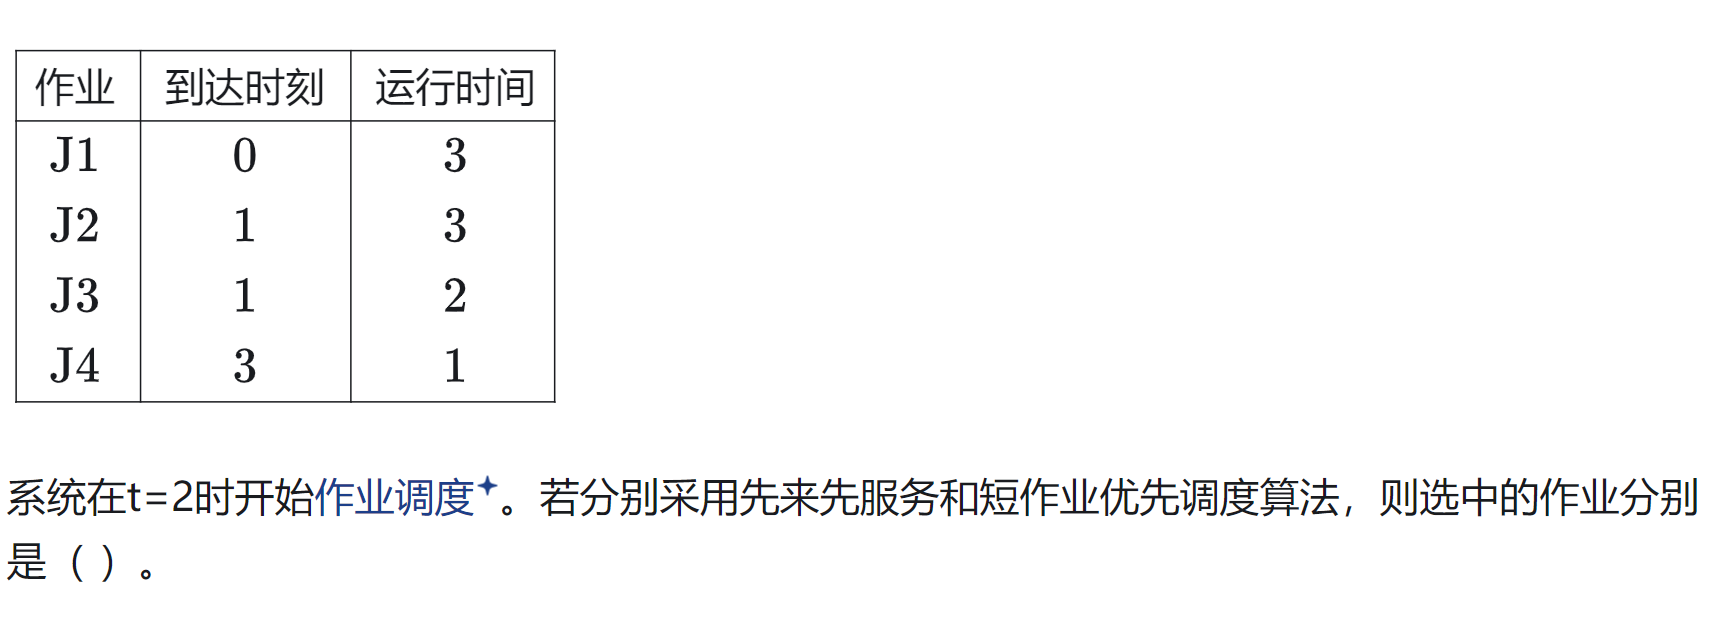 作业 到达时刻 运行时间
J1 0 3
J2 1 3
J3 1 2
J4 3 1
系统在t=2时开始作业调度。若分别采用先来先服务和短作业优先调度算法，则选中的作业分别
是（ ）。